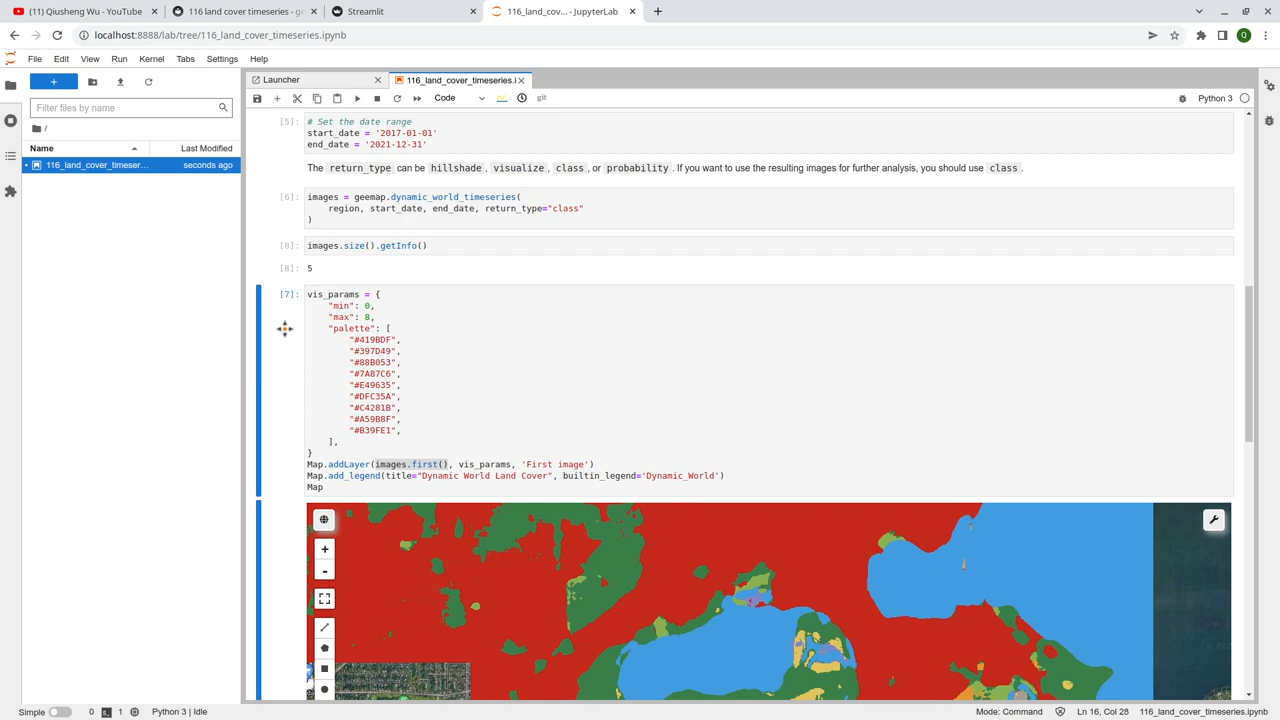 (11) Qiusheng Wu - YouTube
116 land cover timeseries - ge
Streamlit
116_land_cov... - JupyterLab
localhost:8888/lab/tree/116_land_cover_timeseries.ipynb
Q
File Edit View Run Kernel Tabs Settings Help
Launcher
116_land_cover_timeseries.i
Filter files by name
Code
git
Python 3
/
Name
Last Modified
116_land_cover_timeser...
seconds ago
[5]:
# Set the date range
start_date = '2017-01-01'
end_date = '2021-12-31'
The return_type can be hillshade, visualize, class, or probability. If you want to use the resulting images for further analysis, you should use class.
[6]:
images = geemap.dynamic_world_timeseries(
region, start_date, end_date, return_type="class"
)
[8]:
images.size().getInfo()
[8]:
5
[7]:
vis_params = {
"min": 0,
"max": 8,
"palette": [
"#419BDF",
"#397D49",
"#88B053",
"#7A87C6",
"#E49635",
"#DFC35A",
"#C4281B",
"#A59B8F",
"#B39FE1",
],
}
Map.addLayer(images.first(), vis_params, 'First image')
Map.add_legend(title="Dynamic World Land Cover", builtin_legend='Dynamic_World')
Map
+
-
Simple
0
1
Python 3 | Idle
Mode: Command
Ln 16, Col 28
116_land_cover_timeseries.ipynb